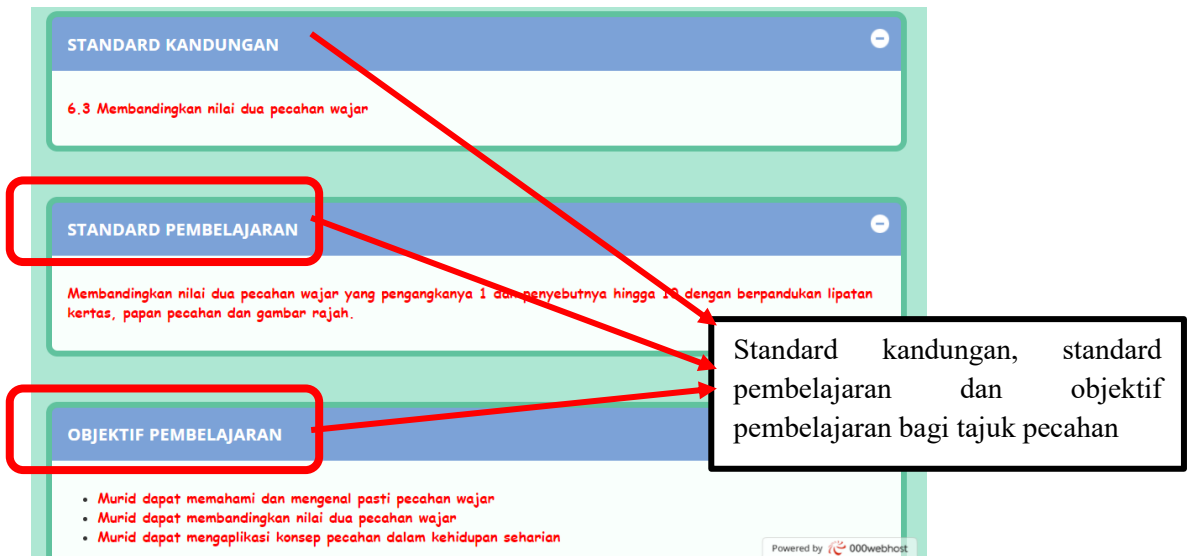 STANDARD KANDUNGAN
6.3 Membandingkan nilai dua pecahan wajar
STANDARD PEMBELAJARAN
Membandingkan nilai dua pecahan wajar yang pengangkanya 1 dan penyebutnya hingga 10 dengan berpandukan lipatan
kertas, papan pecahan dan gambar rajah.
OBJEKTIF PEMBELAJARAN
Standard kandungan, standard
pembelajaran dan objektif
pembelajaran bagi tajuk pecahan
• Murid dapat memahami dan mengenal pasti pecahan wajar
• Murid dapat membandingkan nilai dua pecahan wajar
• Murid dapat mengaplikasi konsep pecahan dalam kehidupan seharian
Powered by 000webhost